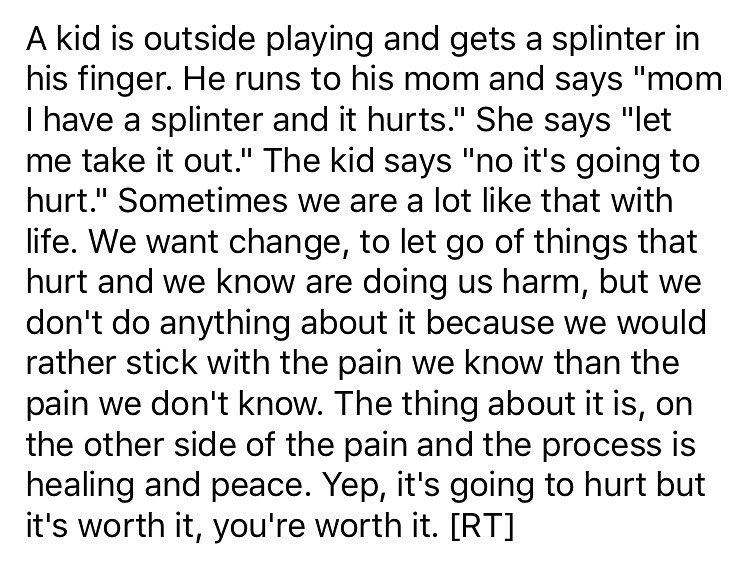 A kid is outside playing and gets a splinter in
his finger. He runs to his mom and says "mom
I have a splinter and it hurts." She says "let
me take it out." The kid says "no it's going to
hurt." Sometimes we are a lot like that with
life. We want change, to let go of things that
hurt and we know are doing us harm, but we
don't do anything about it because we would
rather stick with the pain we know than the
pain we don't know. The thing about it is, on
the other side of the pain and the process is
healing and peace. Yep, it's going to hurt but
it's worth it, you're worth it. [RT]